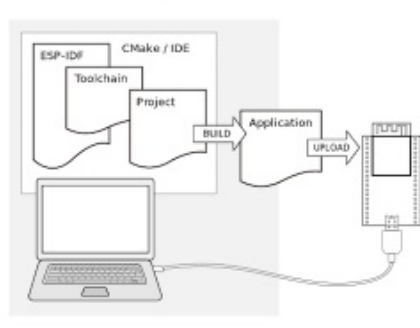 ESP-IDF
CMake / IDE
Toolchain
Project
BUILD
Application
UPLOAD